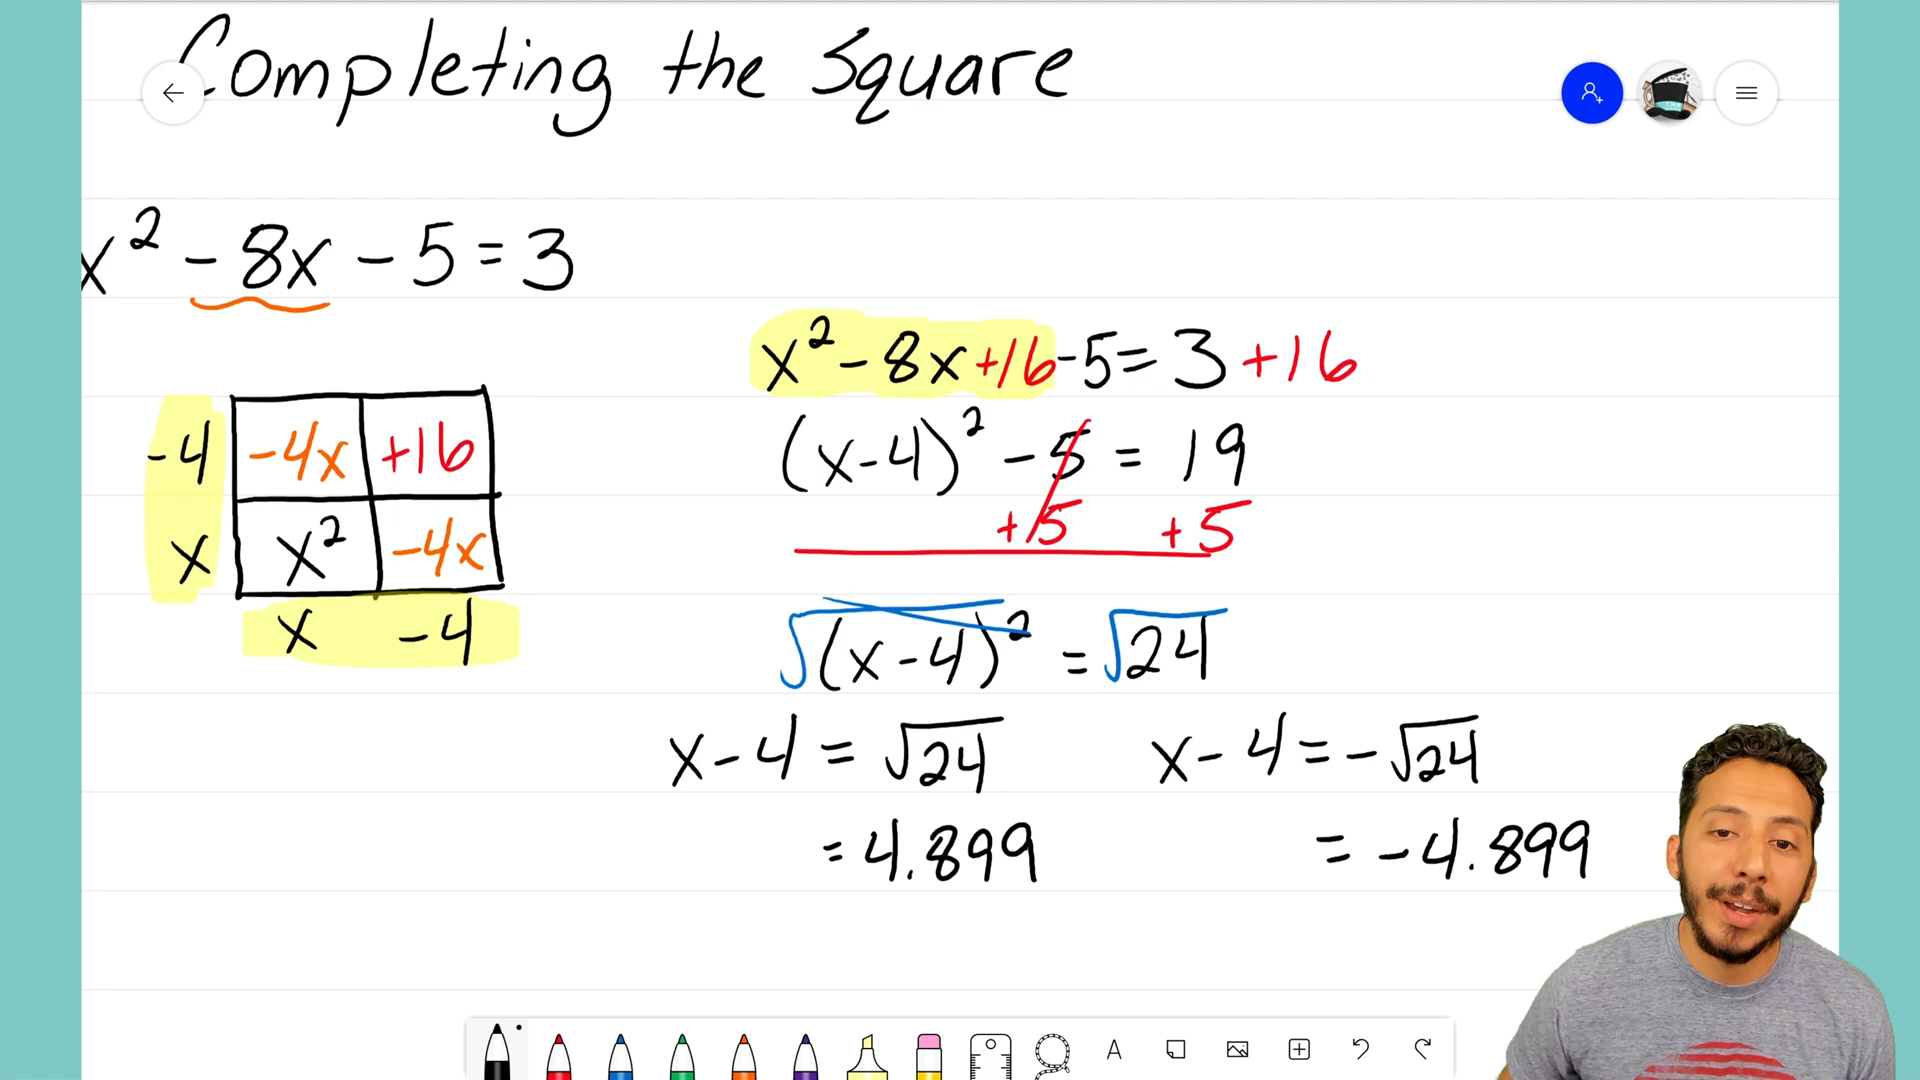 Completing the Square
x² - 8x - 5 = 3
x² - 8x + 16 - 5 = 3 + 16
(x - 4)² - 5 = 19
+5 +5
√(x - 4)² = √24
x - 4 = √24
= 4.899
x - 4 = -√24
= -4.899
-4 -4x +16
x x² -4x
x -4
A